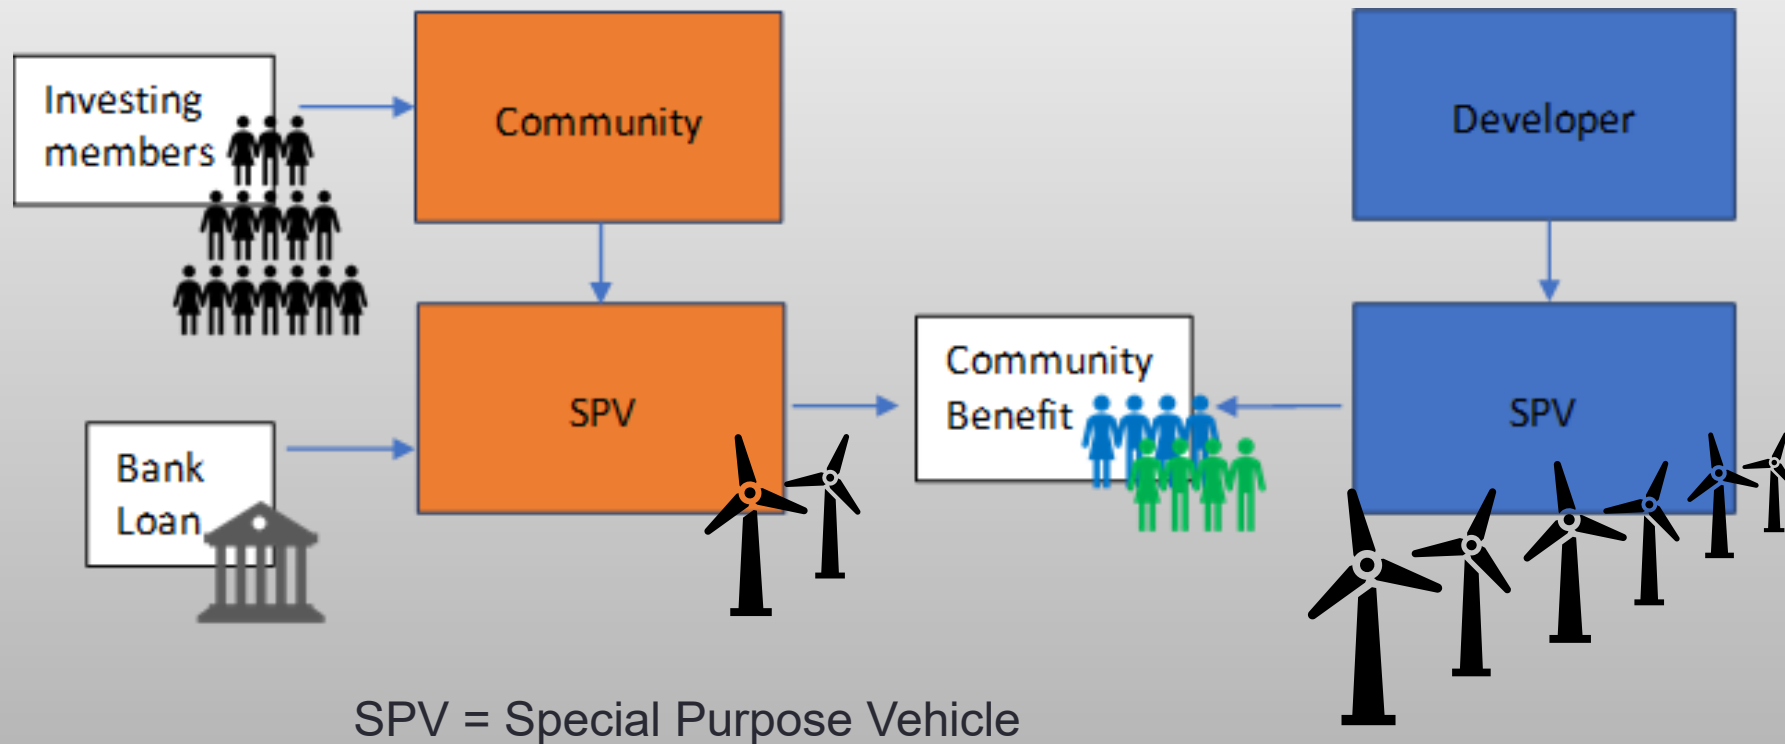 Investing
members
Community
Developer
SPV
Community
Benefit
SPV
Bank
Loan
SPV = Special Purpose Vehicle